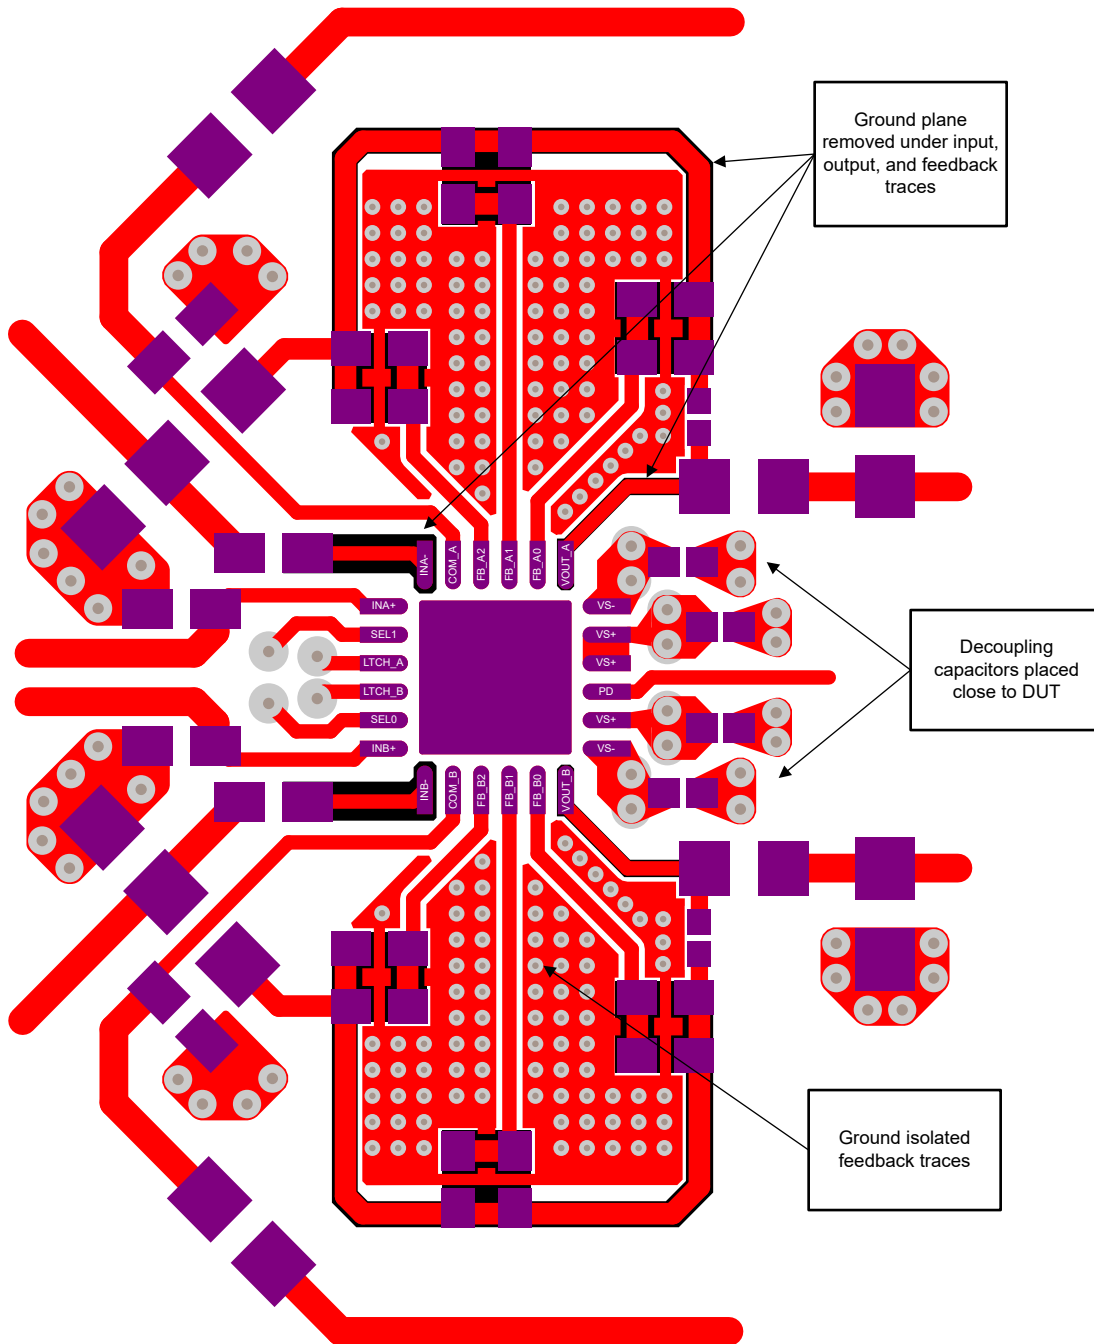 Ground plane
removed under input,
output, and feedback
traces
INA-
COM_A
FB_A2
FB_A1
FB_A0
VOUT_A
INA+
SEL1
LTCH_A
LTCH_B
SEL0
INB+
VS-
VS+
VS+
PD
VS+
VS-
Decoupling
capacitors placed
close to DUT
INB-
COM_B
FB_B2
FB_B1
FB_B0
VOUT_B
Ground isolated
feedback traces